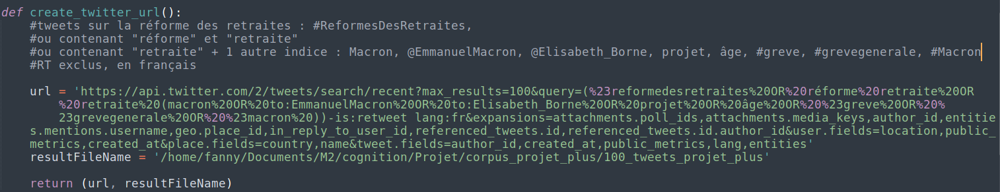 def create_twitter_url():
#tweets sur la réforme des retraites : #ReformesDesRetraites,
#ou contenant "réforme" et "retraite"
#ou contenant "retraite" + 1 autre indice : Macron, @EmmanuelMacron, @Elisabeth_Borne, projet, âge, #greve, #grevegenerale, #Macron
#RT exclus, en français
url = 'https://api.twitter.com/2/tweets/search/recent?max_results=100&query=(%23reformedesretraites%20OR%20réforme%20retraite%20OR
%20retraite%20(macron%20OR%20to:EmmanuelMacron%20OR%20to:Elisabeth_Borne%20OR%20projet%20OR%20âge%20OR%20%23greve%20OR%20%
23grevegenerale%20OR%20%23macron%20))-is:retweet lang:fr&expansions=attachments.poll_ids,attachments.media_keys,author_id,entitie
s.mentions.username,geo.place_id,in_reply_to_user_id,referenced_tweets.id,referenced_tweets.id.author_id&user.fields=location,public_
metrics,created_at&place.fields=country,name&tweet.fields=author_id,created_at,public_metrics,lang,entities'
resultFileName = '/home/fanny/Documents/M2/cognition/Projet/corpus_projet_plus/100_tweets_projet_plus'
return (url, resultFileName)